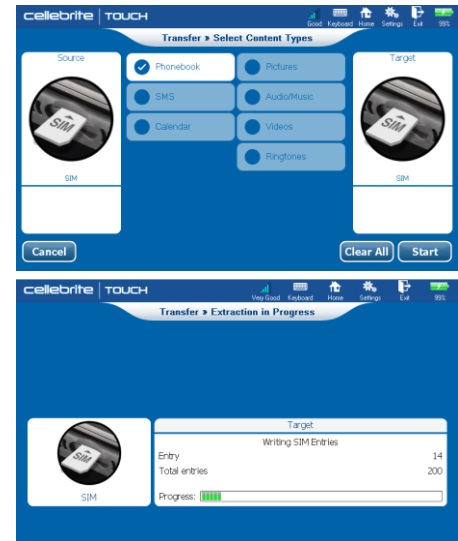 cellebrite TOUCH
Good Keyboard Home Settings Exit 99%
Transfer » Select Content Types
Source
Target
Phonebook
Pictures
SMS
Audio/Music
Calendar
Videos
Ringtones
SIM
SIM
SIM
SIM
Cancel
Clear All
Start
cellebrite TOUCH
Very Good Keyboard Home Settings Exit 99%
Transfer » Extraction in Progress
Target
Writing SIM Entries
Entry 14
Total entries 200
SIM
SIM
Progress: